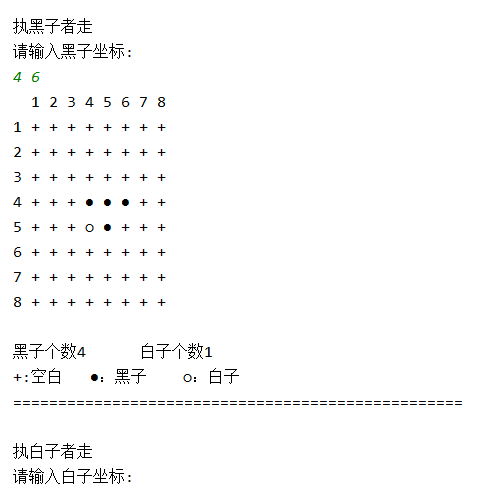 执黑子者走
请输入黑子坐标:
4 6
  1 2 3 4 5 6 7 8
1 + + + + + + + +
2 + + + + + + + +
3 + + + + + + + +
4 + + + ● ● ● + +
5 + + + ○ ● + + +
6 + + + + + + + +
7 + + + + + + + +
8 + + + + + + + +
黑子个数4      白子个数1
+:空白   ●：黑子    ○：白子
==================================================
执白子者走
请输入白子坐标: